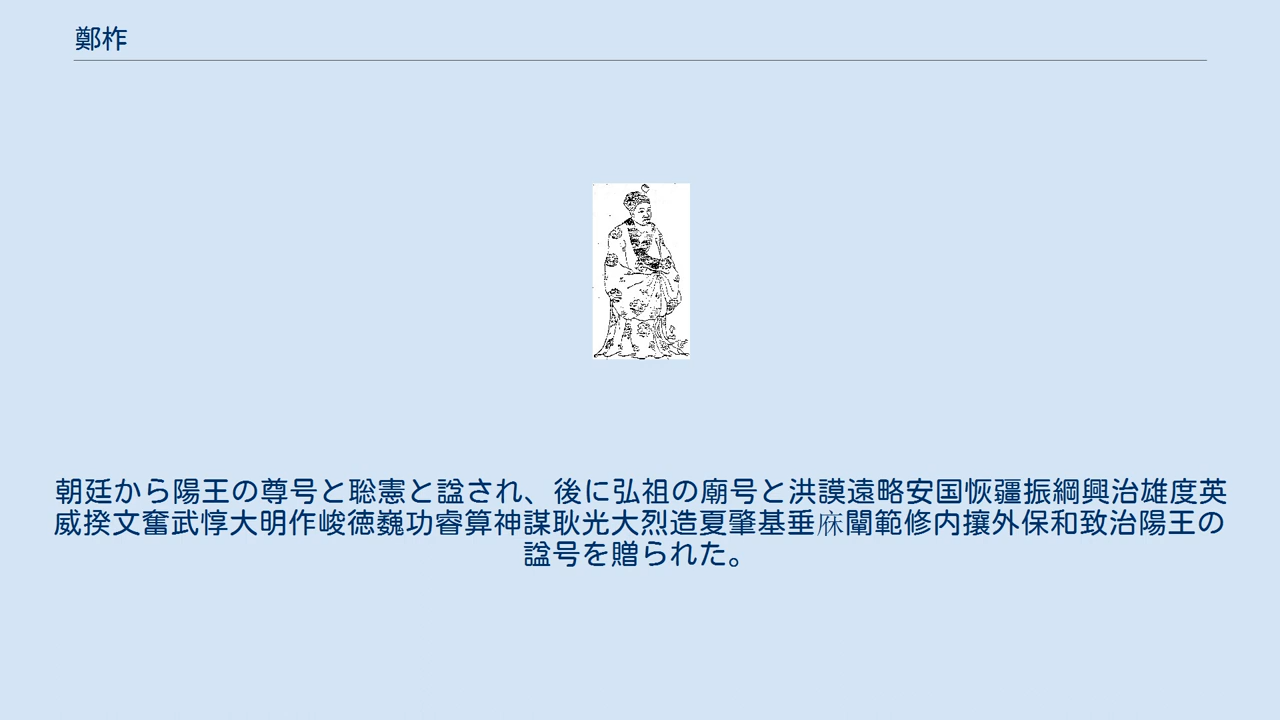 鄭柞
朝廷から陽王の尊号と聡憲と諡され、後に弘祖の廟号と洪謨遠略安国恢疆振綱興治雄度英
威揆文奮武惇大明作峻徳巍功睿算神謀耿光大烈造夏肇基垂庥闡範修内攘外保和致治陽王の
諡号を贈られた。